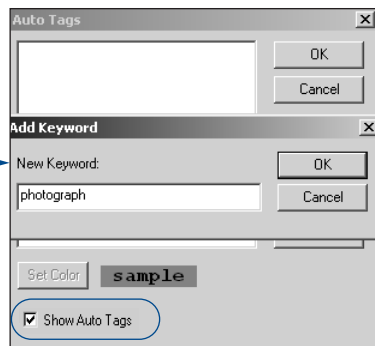 Auto Tags
OK
Cancel
Add Keyword
New Keyword:
OK
photograph
Cancel
Set Color sample
Show Auto Tags